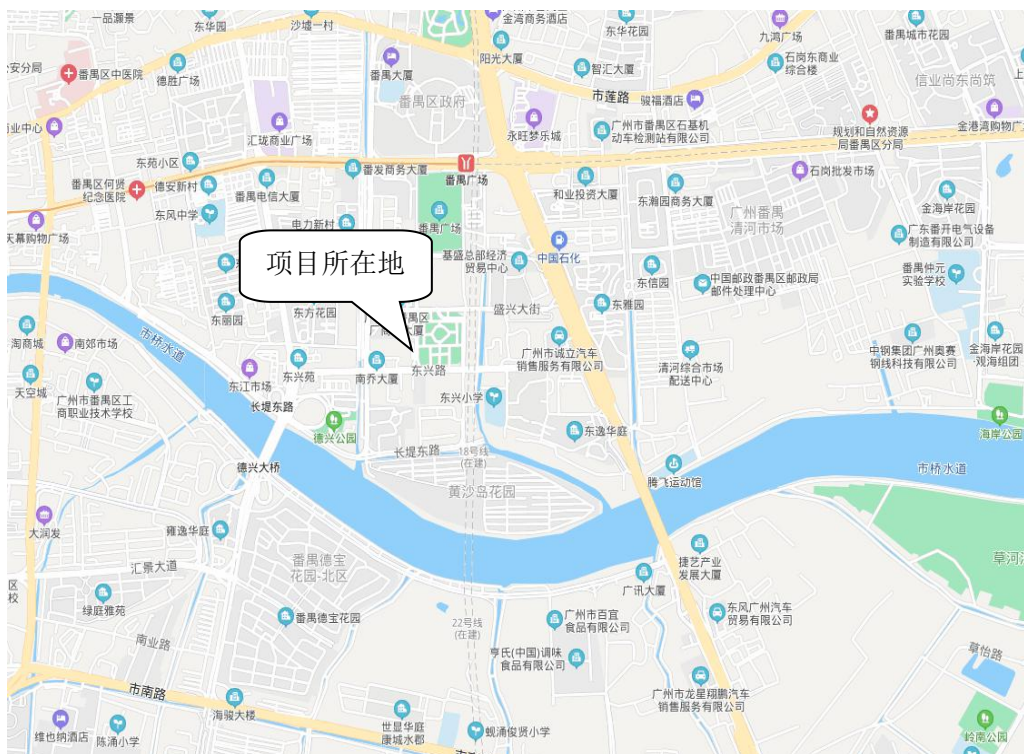 一品源景
东华园
沙墟一村
金湾商务酒店
东华花园
九鸿广场
番禺城市花园
安分局
番禺区中医院
德胜广场
番禺大厦
阳光大厦
智汇大厦
石岗东商业
综合楼
信业尚东尚筑
番禺区政府
市莲路
骏福酒店
业中心
汇珑商业广场
永旺梦乐城
广州市番禺区石基机
动车检测站有限公司
规划和自然资源
局番禺区分局
金港湾购物广
东苑小区
番发商务大厦
番禺广场
石岗批发市场
番禺区何贤
纪念医院
德安新村
番禺电信大厦
和业投资大厦
东瀚园商务大厦
金海岸花园
东风中学
电力新村
番禺广场
广州番禺
清河市场
广东番开电气设备
制造有限公司
天幕购物广场
项目所在地
基盛总部经济
贸易中心
中国石化
东信园
中国邮政番禺区邮政局
邮件处理中心
番禺仲元
实验学校
东丽园
东方花园
盛兴大街
东雅园
市桥水道
淘商城
南郊市场
广州市诚立汽车
销售服务有限公司
清河综合市场
配送中心
中钢集团广州奥赛
钢线科技有限公司
金海岸花园
-观海组团
东兴苑
南乔大厦
东兴路
天空城
东江市场
广州市番禺区工
商职业技术学校
长堤东路
东兴小学
德兴公园
东逸华庭
海岸公园
长堤东路
18号线
(在建)
德兴大桥
腾飞运动馆
市桥水道
黄沙岛花园
大润发
雍逸华庭
番禺德宝
花园-北区
捷艺产业
发展大厦
汇景大道
广讯大厦
区
校
绿庭雅苑
番禺德宝花园
22号线
(在建)
广州市百宜
食品有限公司
东风广州汽车
贸易有限公司
南业路
亨氏(中国)调味
食品有限公司
草怡路
市南路
海骏大楼
广州市龙星翔鹏汽车
销售服务有限公司
维也纳酒店
陈涌小学
世显华庭
康城水郡
蚬涌俊贤小学
岭南公园